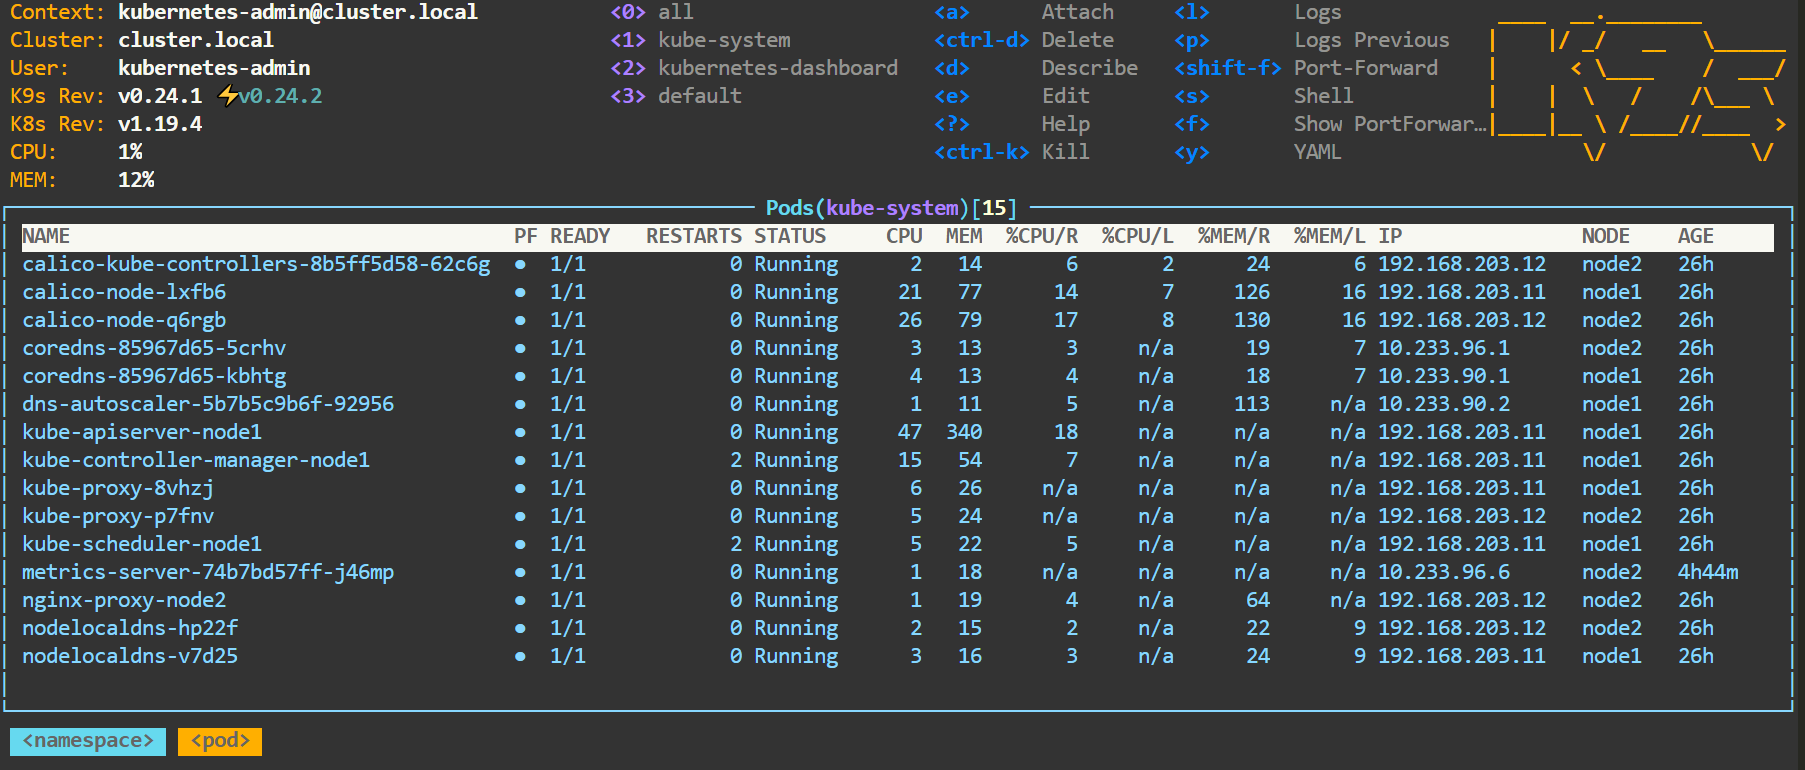 Context: kubernetes-admin@cluster.local <0> all <a> Attach <l> Logs
Cluster: cluster.local <1> kube-system <ctrl-d> Delete <p> Logs Previous
User: kubernetes-admin <2> kubernetes-dashboard <d> Describe <shift-f> Port-Forward
K9s Rev: v0.24.1 ⚡v0.24.2 <3> default <e> Edit <s> Shell
K8s Rev: v1.19.4 <?> Help <f> Show PortForwar…
CPU: 1% <ctrl-k> Kill <y> YAML
MEM: 12%
Pods(kube-system)[15]
NAME PF READY RESTARTS STATUS CPU MEM %CPU/R %CPU/L %MEM/R %MEM/L IP NODE AGE
calico-kube-controllers-8b5ff5d58-62c6g ● 1/1 0 Running 2 14 6 2 24 6 192.168.203.12 node2 26h
calico-node-lxfb6 ● 1/1 0 Running 21 77 14 7 126 16 192.168.203.11 node1 26h
calico-node-q6rgb ● 1/1 0 Running 26 79 17 8 130 16 192.168.203.12 node2 26h
coredns-85967d65-5crhv ● 1/1 0 Running 3 13 3 n/a 19 7 10.233.96.1 node2 26h
coredns-85967d65-kbhtg ● 1/1 0 Running 4 13 4 n/a 18 7 10.233.90.1 node1 26h
dns-autoscaler-5b7b5c9b6f-92956 ● 1/1 0 Running 1 11 5 n/a 113 n/a 10.233.90.2 node1 26h
kube-apiserver-node1 ● 1/1 0 Running 47 340 18 n/a n/a n/a 192.168.203.11 node1 26h
kube-controller-manager-node1 ● 1/1 2 Running 15 54 7 n/a n/a n/a 192.168.203.11 node1 26h
kube-proxy-8vhzj ● 1/1 0 Running 6 26 n/a n/a n/a n/a 192.168.203.11 node1 26h
kube-proxy-p7fnv ● 1/1 0 Running 5 24 n/a n/a n/a n/a 192.168.203.12 node2 26h
kube-scheduler-node1 ● 1/1 2 Running 5 22 5 n/a n/a n/a 192.168.203.11 node1 26h
metrics-server-74b7bd57ff-j46mp ● 1/1 0 Running 1 18 n/a n/a n/a n/a 10.233.96.6 node2 4h44m
nginx-proxy-node2 ● 1/1 0 Running 1 19 4 n/a 64 n/a 192.168.203.12 node2 26h
nodelocaldns-hp22f ● 1/1 0 Running 2 15 2 n/a 22 9 192.168.203.12 node2 26h
nodelocaldns-v7d25 ● 1/1 0 Running 3 16 3 n/a 24 9 192.168.203.11 node1 26h
<namespace> <pod>